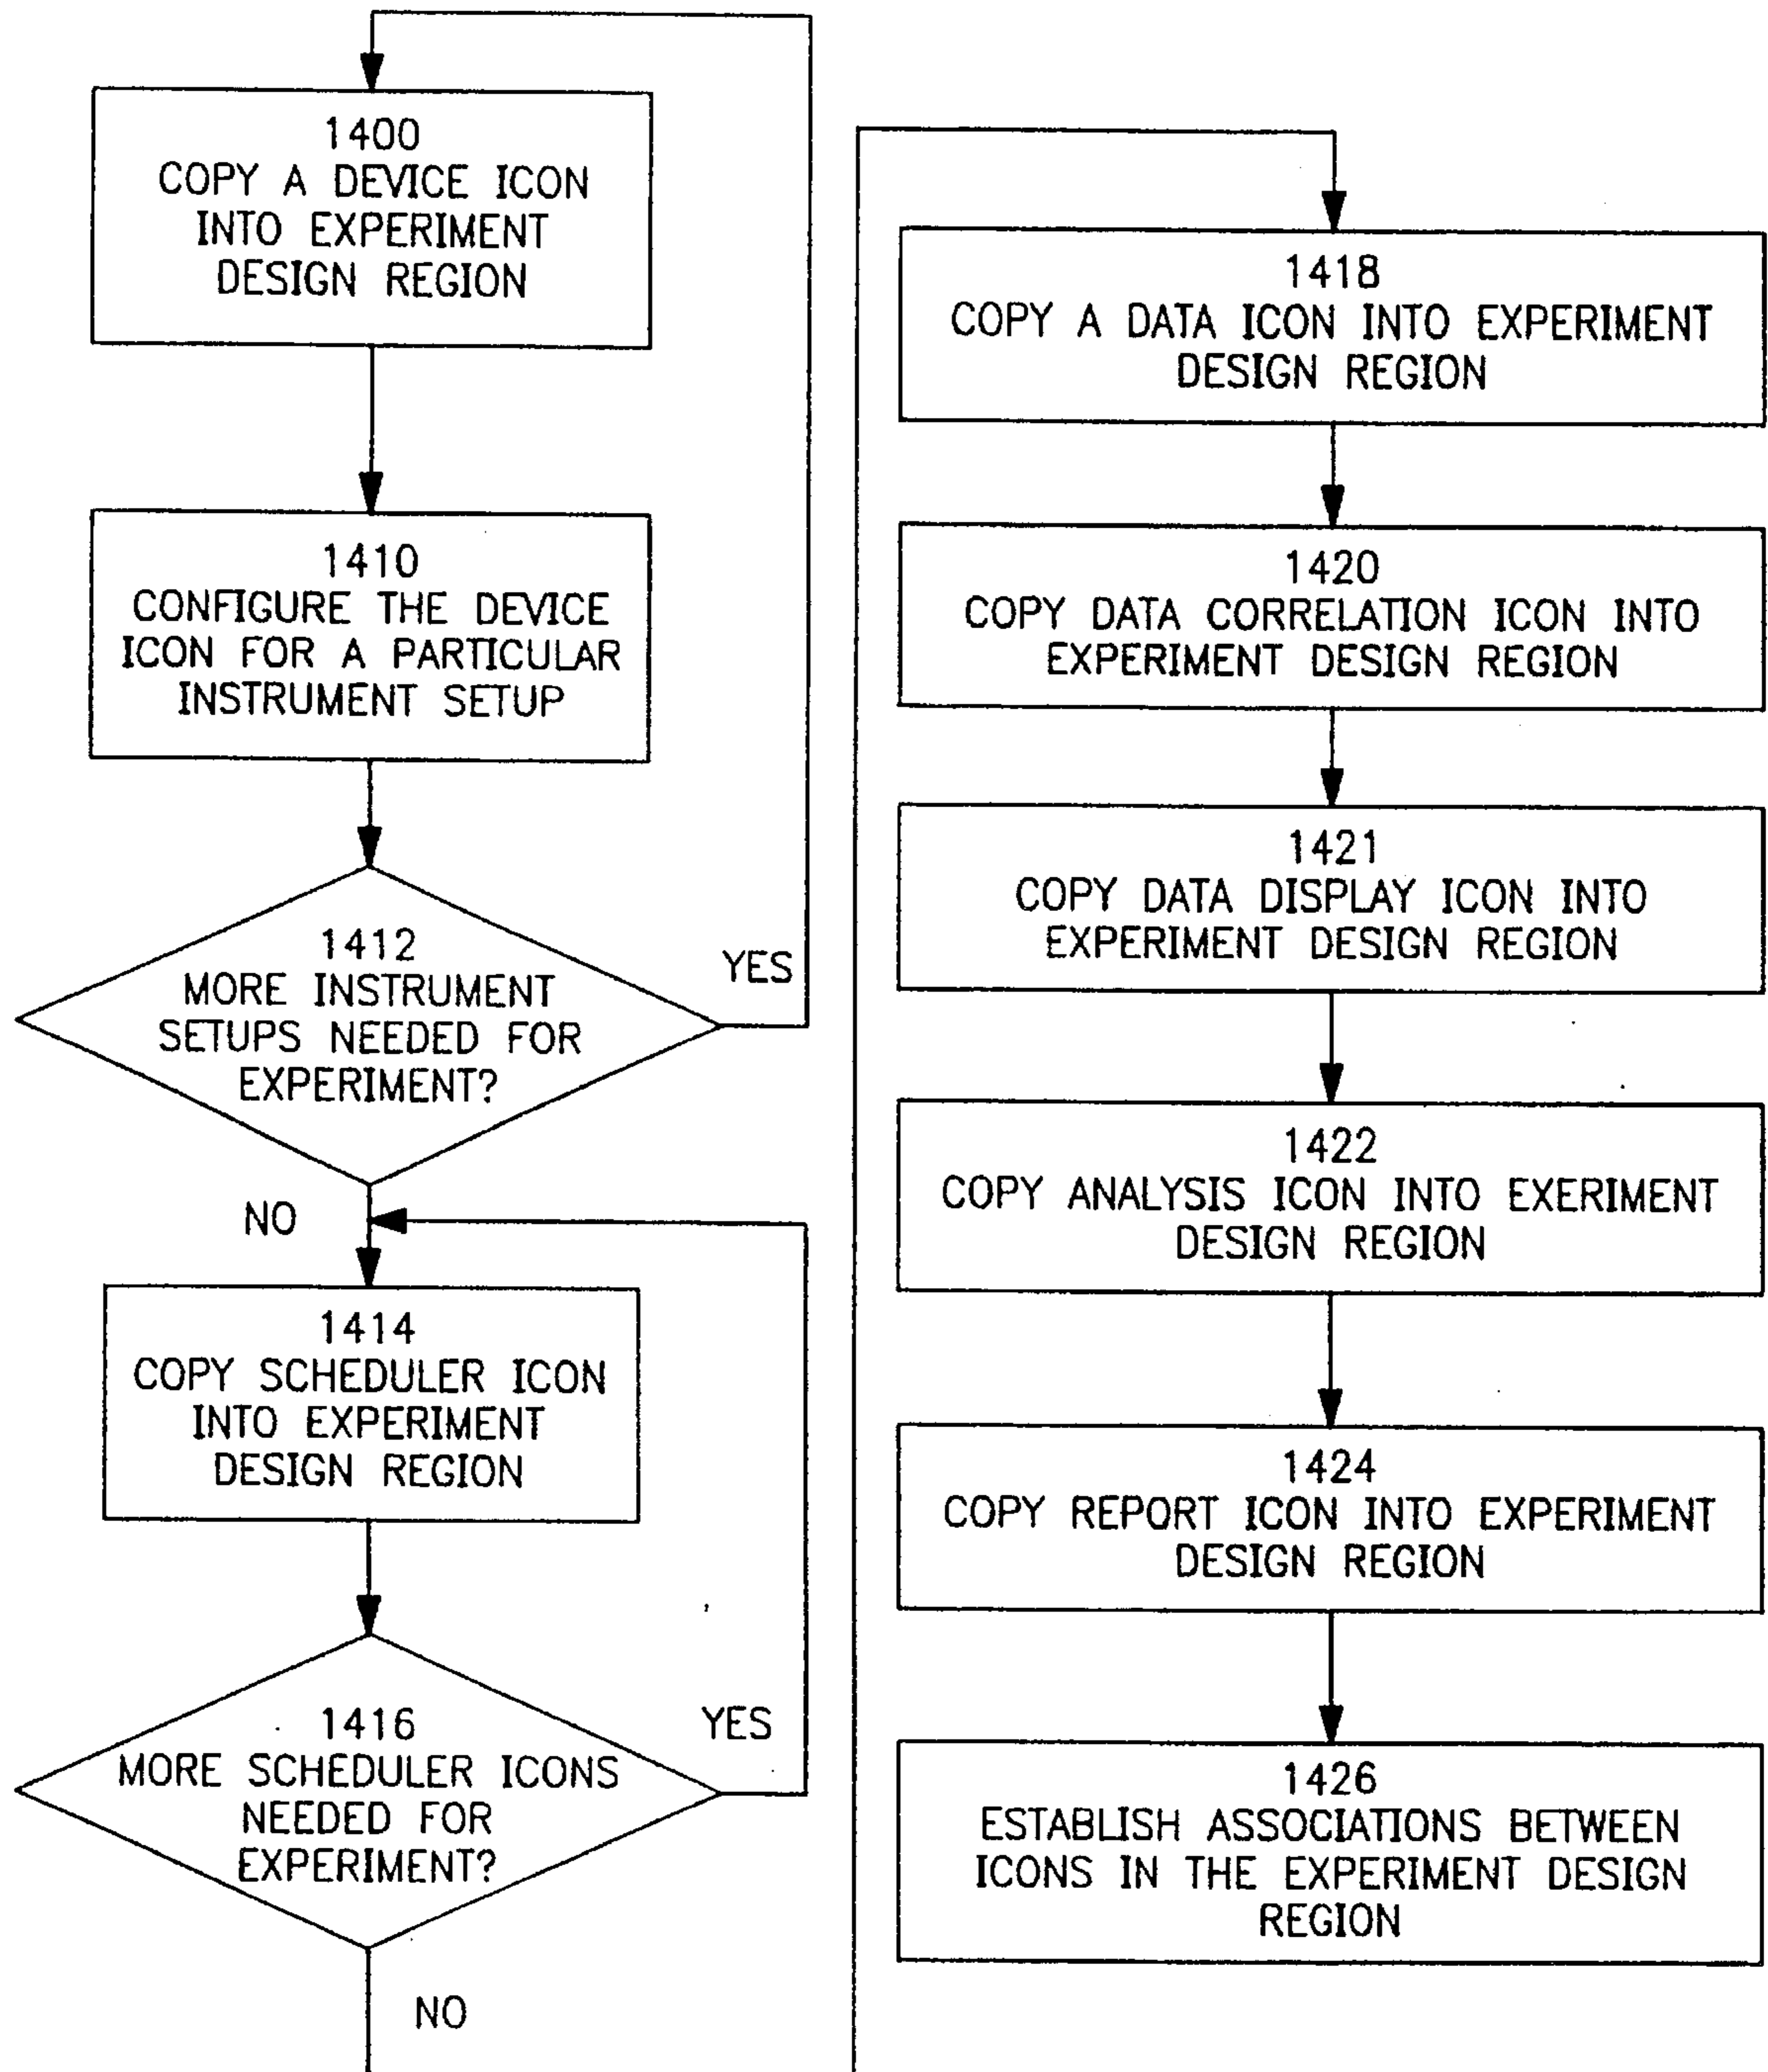 1400
COPY A DEVICE ICON
INTO EXPERIMENT
DESIGN REGION
1410
CONFIGURE THE DEVICE
ICON FOR A PARTICULAR
INSTRUMENT SETUP
1412
MORE INSTRUMENT
SETUPS NEEDED FOR
EXPERIMENT?
YES
NO
1414
COPY SCHEDULER ICON
INTO EXPERIMENT
DESIGN REGION
1416
MORE SCHEDULER ICONS
NEEDED FOR
EXPERIMENT?
YES
NO
1418
COPY A DATA ICON INTO EXPERIMENT
DESIGN REGION
1420
COPY DATA CORRELATION ICON INTO
EXPERIMENT DESIGN REGION
1421
COPY DATA DISPLAY ICON INTO
EXPERIMENT DESIGN REGION
1422
COPY ANALYSIS ICON INTO EXERIMENT
DESIGN REGION
1424
COPY REPORT ICON INTO EXPERIMENT
DESIGN REGION
1426
ESTABLISH ASSOCIATIONS BETWEEN
ICONS IN THE EXPERIMENT DESIGN
REGION